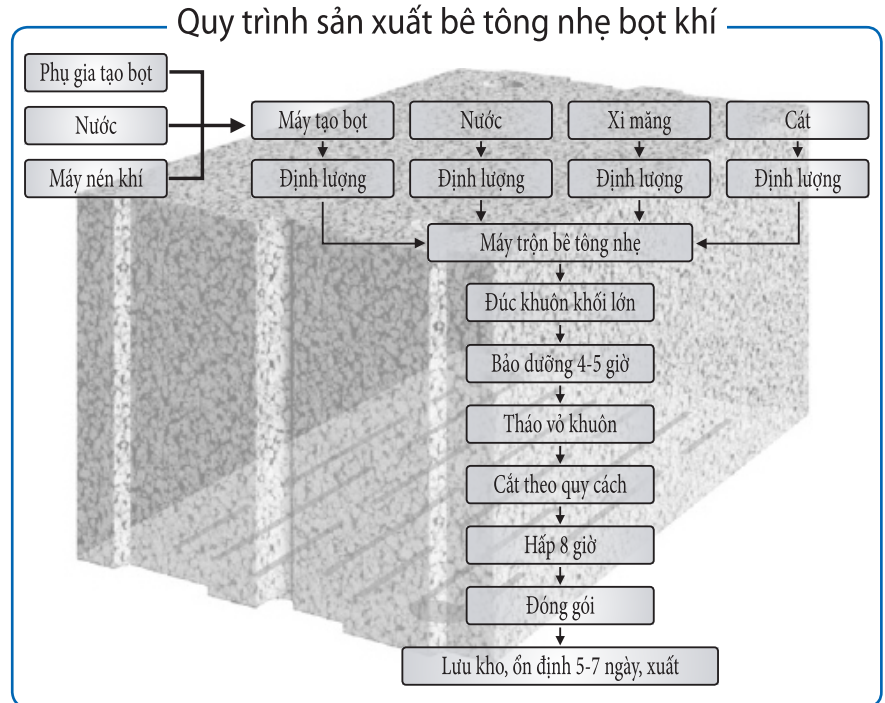 Quy trình sản xuất bê tông nhẹ bọt khí
Phụ gia tạo bọt
Nước
Máy nén khí
Máy tạo bọt
Nước
Xi măng
Cát
Định lượng
Định lượng
Định lượng
Định lượng
Máy trộn bê tông nhẹ
Đúc khuôn khối lớn
Bảo dưỡng 4-5 giờ
Tháo vỏ khuôn
Cắt theo quy cách
Hấp 8 giờ
Đóng gói
Lưu kho, ổn định 5-7 ngày, xuất